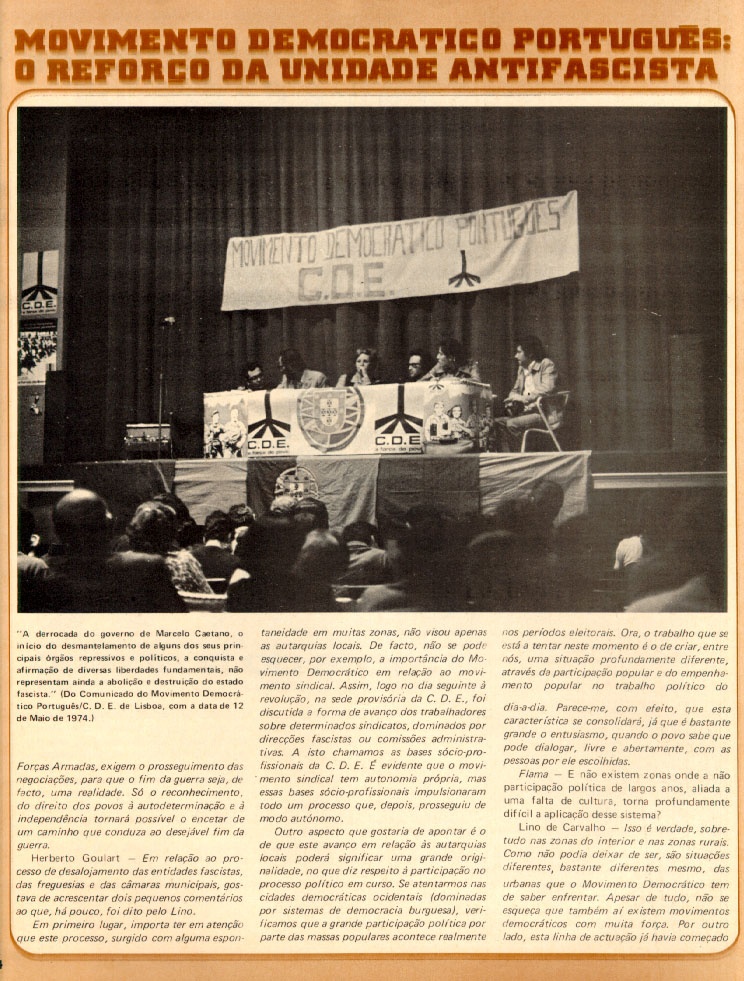 MOVIMENTO DEMOCRATICO PORTUGUÊS:
O REFORÇO DA UNIDADE ANTIFASCISTA
MOVIMENTO DEMOCRATICO PORTUGUES
C.D.E.
C.D.E.
a força do povo
C.D.E.
a força do povo
C.D.E.
a força do povo
"A derrocada do governo de Marcelo Caetano, o
início do desmantelamento de alguns dos seus prin-
cipais órgãos repressivos e políticos, a conquista e
afirmação de diversas liberdades fundamentais, não
representam ainda a abolição e destruição do estado
fascista." (Do Comunicado do Movimento Democrá-
tico Português/C. D. E. de Lisboa, com a data de 12
de Maio de 1974.)
Forças Armadas, exigem o prosseguimento das
negociações, para que o fim da guerra seja, de
facto, uma realidade. Só o reconhecimento,
do direito dos povos à autodeterminação e à
independência tornará possível o encetar de
um caminho que conduza ao desejável fim da
guerra.
Herberto Goulart — Em relação ao pro-
cesso de desalojamento das entidades fascistas,
das freguesias e das câmaras municipais, gos-
tava de acrescentar dois pequenos comentários
ao que, há pouco, foi dito pelo Lino.
Em primeiro lugar, importa ter em atenção
que este processo, surgido com alguma espon-
taneidade em muitas zonas, não visou apenas
as autarquias locais. De facto, não se pode
esquecer, por exemplo, a importância do Mo-
vimento Democrático em relação ao movi-
mento sindical. Assim, logo no dia seguinte à
revolução, na sede provisória da C. D. E., foi
discutida a forma de avanço dos trabalhadores
sobre determinados sindicatos, dominados por
direcções fascistas ou comissões administra-
tivas. A isto chamamos as bases sócio-pro-
fissionais da C. D. E. É evidente que o movi-
mento sindical tem autonomia própria, mas
essas bases sócio-profissionais impulsionaram
todo um processo que, depois, prosseguiu de
modo autónomo.
Outro aspecto que gostaria de apontar é o
de que este avanço em relação às autarquias
locais poderá significar uma grande origi-
nalidade, no que diz respeito à participação no
processo político em curso. Se atentarmos nas
cidades democráticas ocidentais (dominadas
por sistemas de democracia burguesa), veri-
ficamos que a grande participação política por
parte das massas populares acontece realmente
nos períodos eleitorais. Ora, o trabalho que se
está a tentar neste momento é o de criar, entre
nós, uma situação profundamente diferente,
através da participação popular e do empenha-
mento popular no trabalho político do
dia-a-dia. Parece-me, com efeito, que esta
característica se consolidará, já que é bastante
grande o entusiasmo, quando o povo sabe que
pode dialogar, livre e abertamente, com as
pessoas por ele escolhidas.
Flama — E não existem zonas onde a não
participação política de largos anos, aliada a
uma falta de cultura, torna profundamente
difícil a aplicação desse sistema?
Lino de Carvalho — Isso é verdade, sobre-
tudo nas zonas do interior e nas zonas rurais.
Como não podia deixar de ser, são situações
diferentes, bastante diferentes mesmo, das
urbanas que o Movimento Democrático tem
de saber enfrentar. Apesar de tudo, não se
esqueça que também aí existem movimentos
democráticos com muita força. Por outro
lado, esta linha de actuação já havia começado